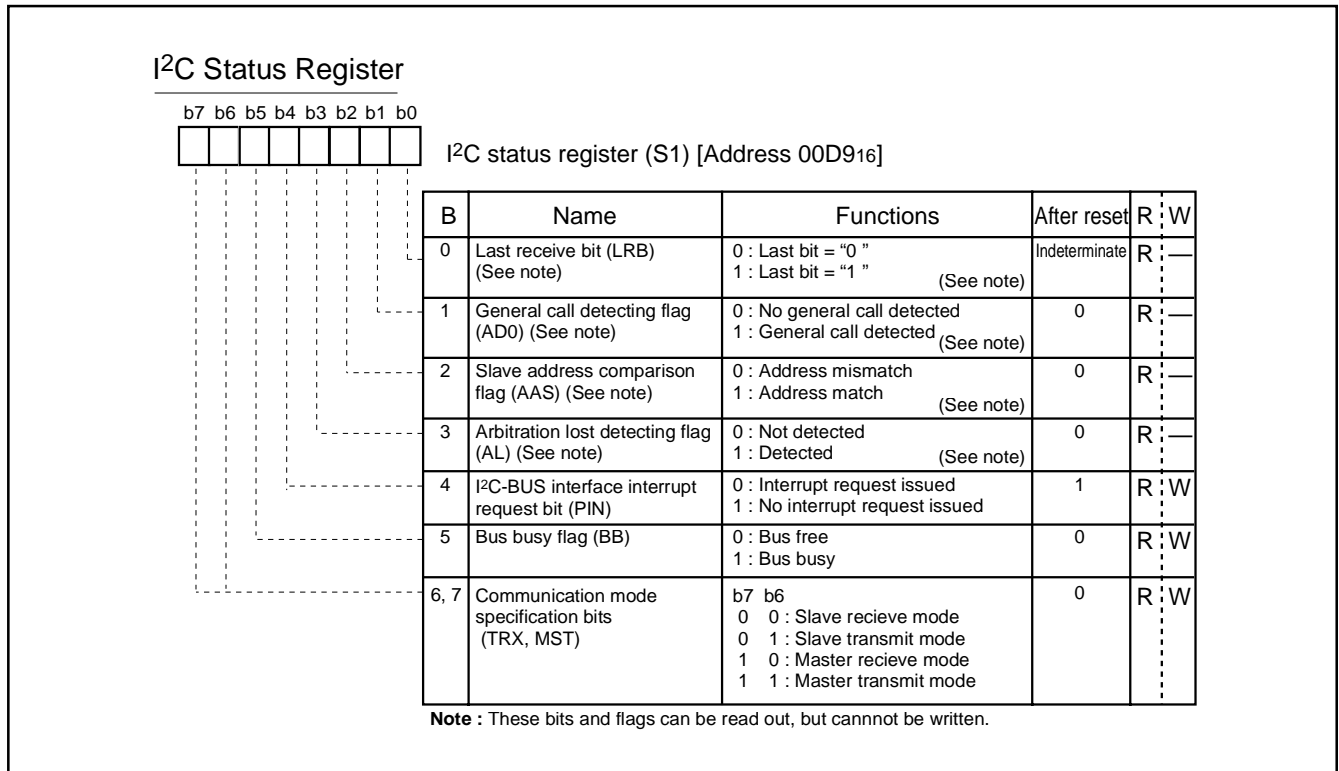 I2C Status Register
b7 b6 b5 b4 b3 b2 b1 b0
I2C status register (S1) [Address 00D916]
B Name Functions After reset R W
0 Last receive bit (LRB) 0 : Last bit = “0 ” Indeterminate R —
(See note) 1 : Last bit = “1 ”
(See note)
1 General call detecting flag 0 : No general call detected 0 R —
(AD0) (See note) 1 : General call detected (See note)
2 Slave address comparison 0 : Address mismatch 0 R —
flag (AAS) (See note) 1 : Address match
(See note)
3 Arbitration lost detecting flag 0 : Not detected 0 R —
(AL) (See note) 1 : Detected (See note)
4 I2C-BUS interface interrupt 0 : Interrupt request issued 1 R W
request bit (PIN) 1 : No interrupt request issued
5 Bus busy flag (BB) 0 : Bus free 0 R W
1 : Bus busy
6, 7 Communication mode b7 b6 0 R W
specification bits 0 0 : Slave recieve mode
(TRX, MST) 0 1 : Slave transmit mode
1 0 : Master recieve mode
1 1 : Master transmit mode
Note : These bits and flags can be read out, but cannnot be written.